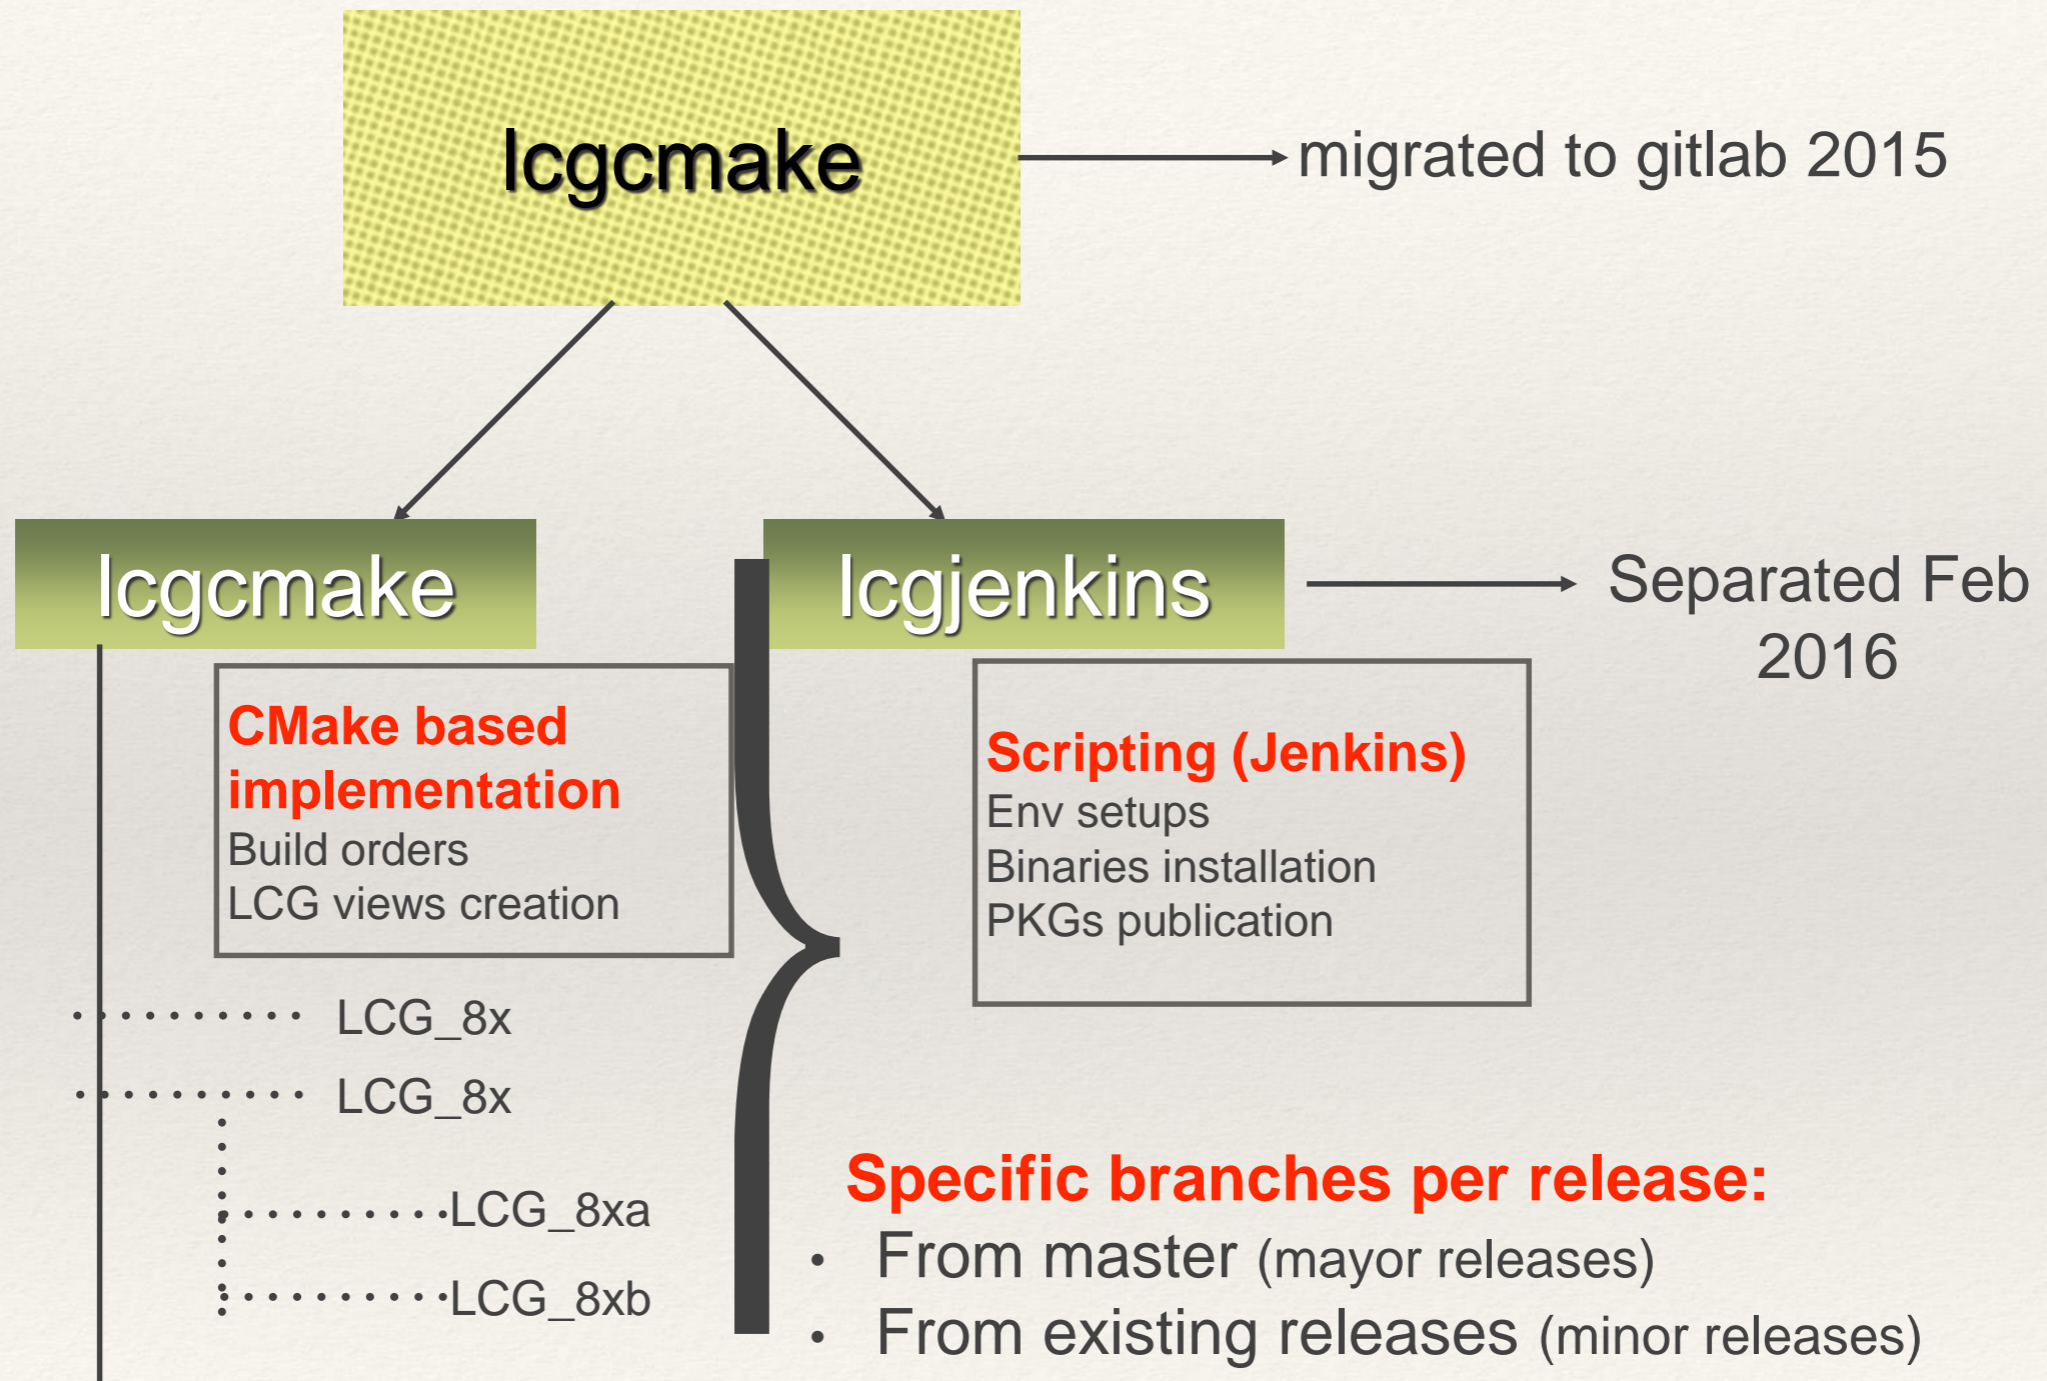 lcgcmake
migrated to gitlab 2015
lcgcmake
lcgjenkins
Separated Feb
2016
CMake based
implementation
Build orders
LCG views creation
Scripting (Jenkins)
Env setups
Binaries installation
PKGs publication
LCG_8x
LCG_8x
LCG_8xa
LCG_8xb
Specific branches per release:
• From master (mayor releases)
• From existing releases (minor releases)